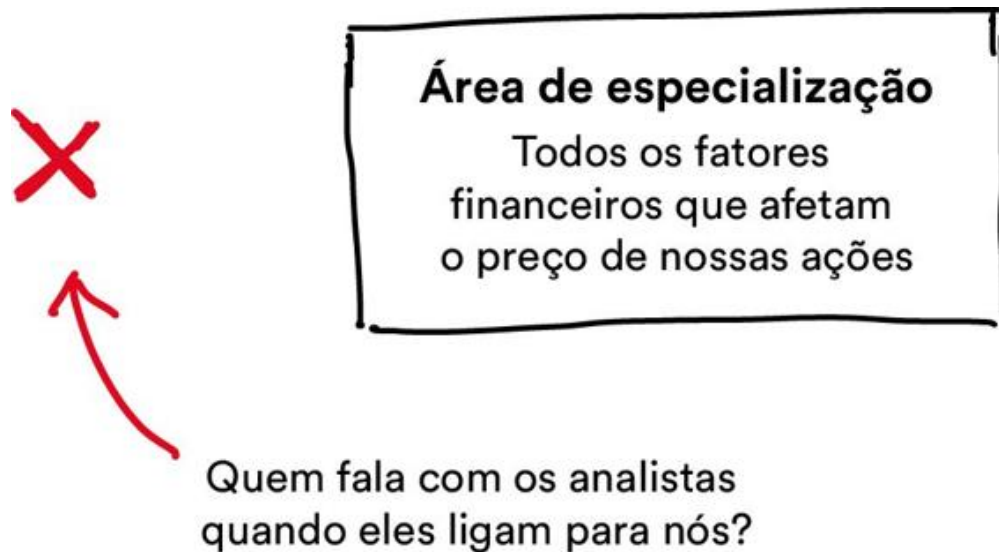 Área de especialização
Todos os fatores
financeiros que afetam
o preço de nossas ações
Quem fala com os analistas
quando eles ligam para nós?